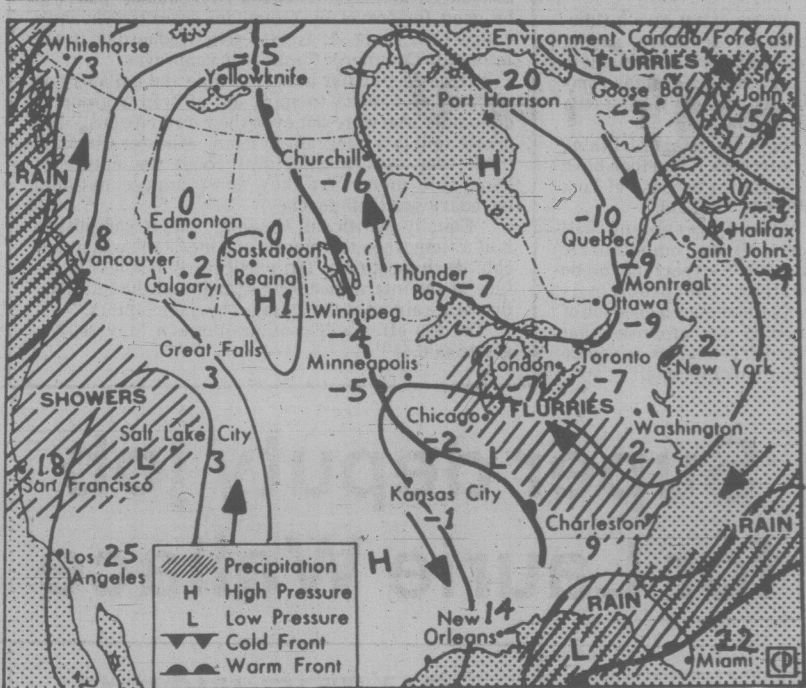 Environment Canada Forecast
Whitehorse
3
-15
Yellowknife
-20
Port Harrison
FLURRIES
Goose Bay
-5
St.
John
-5
RAIN
Churchill
-16
H
0
Edmonton
0
Saskatoon
Regina
H 1
8
Vancouver
2
Calgary
Winnipeg
-4
Thunder
Bay
-7
-10
Quebec
-9
Montreal
Ottawa
-9
-3
Halifax
Saint John
-4
Great Falls
3
Minneapolis
-5
London
-7
Toronto
-7
2
New York
SHOWERS
Chicago
-2
FLURRIES
Washington
2
Salt Lake City
L 3
18
San Francisco
L
Kansas City
-1
Charleston
9
RAIN
Los 25
Angeles
H
New 14
Orleans
RAIN
L
22
Miami
CP
Precipitation
H High Pressure
L Low Pressure
Cold Front
Warm Front